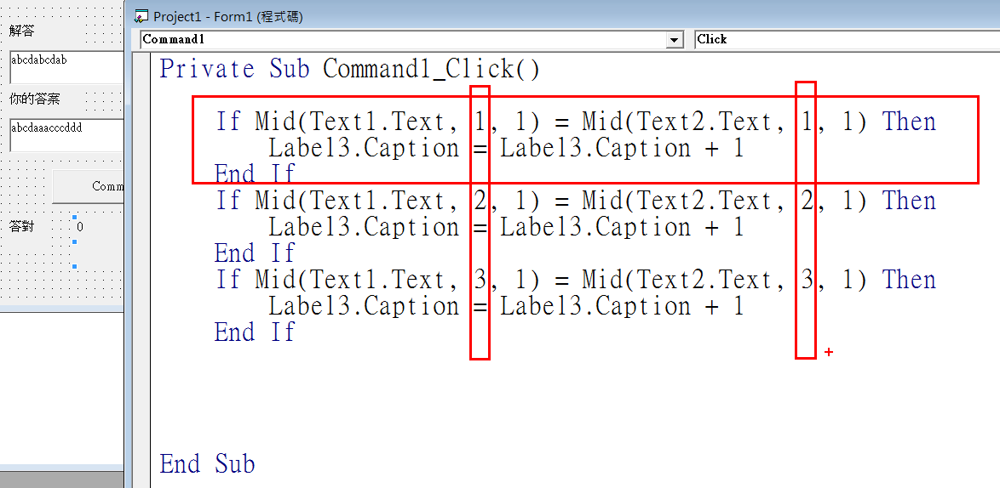 Project1 - Form1 (程式碼)
Command1
Click
解答
abcdabcdab
你的答案
abcdaaacccddd
Comm
答對
0
Private Sub Command1_Click()
If Mid(Text1.Text, 1, 1) = Mid(Text2.Text, 1, 1) Then
Label3.Caption = Label3.Caption + 1
End If
If Mid(Text1.Text, 2, 1) = Mid(Text2.Text, 2, 1) Then
Label3.Caption = Label3.Caption + 1
End If
If Mid(Text1.Text, 3, 1) = Mid(Text2.Text, 3, 1) Then
Label3.Caption = Label3.Caption + 1
End If
End Sub